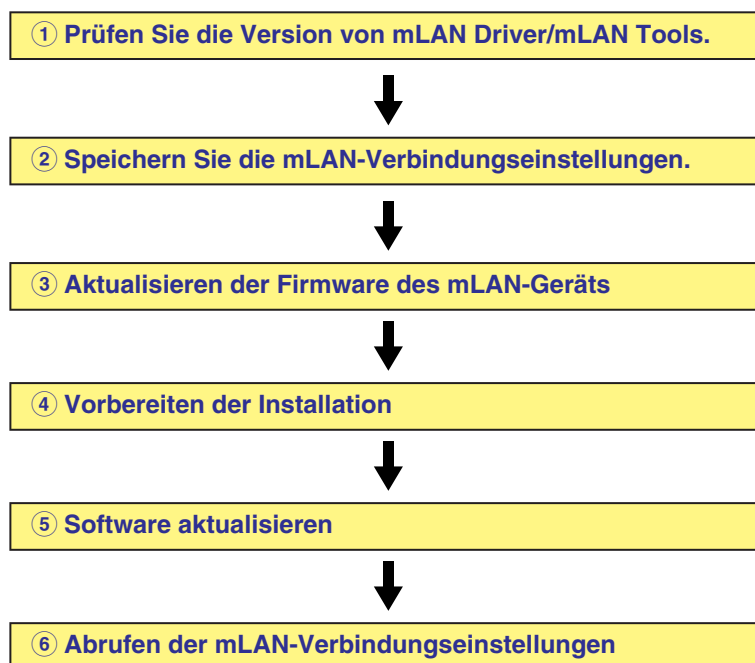 ① Prüfen Sie die Version von mLAN Driver/mLAN Tools.
② Speichern Sie die mLAN-Verbindungseinstellungen.
③ Aktualisieren der Firmware des mLAN-Geräts
④ Vorbereiten der Installation
⑤ Software aktualisieren
⑥ Abrufen der mLAN-Verbindungseinstellungen